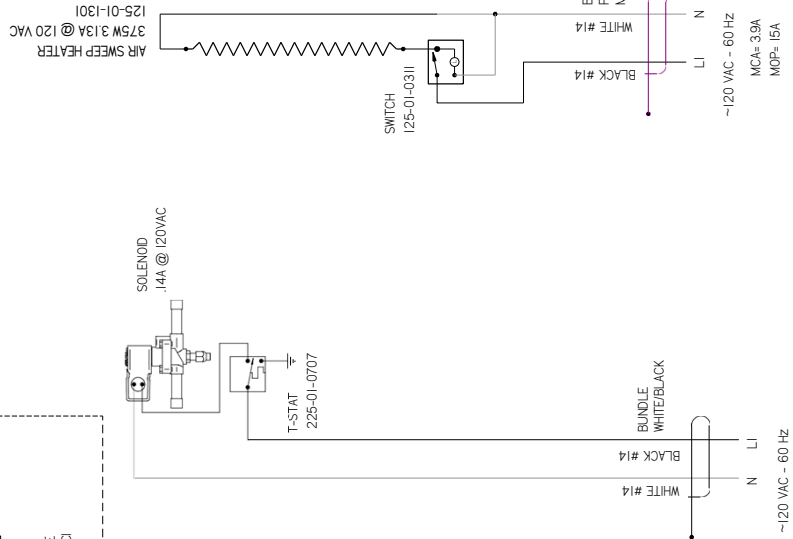 AIR SWEEP HEATER
375W 3.13A @ 120 VAC
125-01-1301
SWITCH
125-01-0311
WHITE #14
BLACK #14
N
L1
~120 VAC - 60 Hz
MCA= 3.9A
MOP= 15A
SOLENOID
.14A @ 120VAC
T-STAT
225-01-0707
BUNDLE
WHITE/BLACK
BLACK #14
WHITE #14
L1
N
~120 VAC - 60 Hz